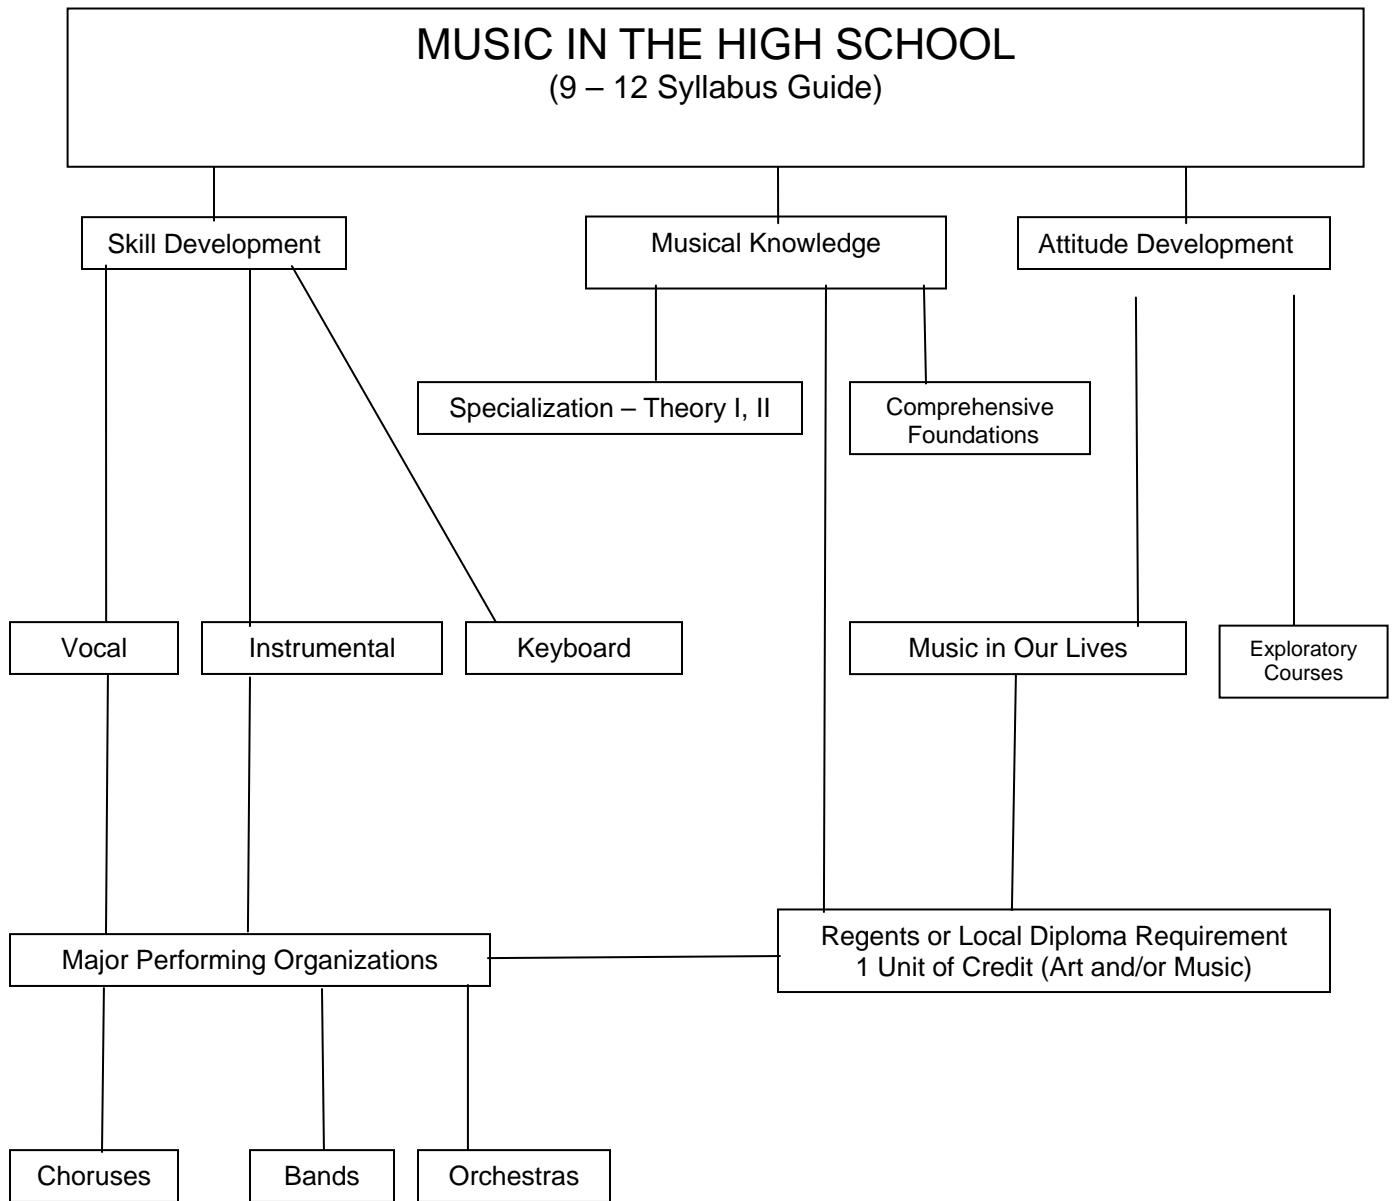 MUSIC IN THE HIGH SCHOOL
(9 – 12 Syllabus Guide)
Skill Development
Musical Knowledge
Attitude Development
Specialization – Theory I, II
Comprehensive
Foundations
Vocal
Instrumental
Keyboard
Music in Our Lives
Exploratory
Courses
Major Performing Organizations
Regents or Local Diploma Requirement
1 Unit of Credit (Art and/or Music)
Choruses
Bands
Orchestras